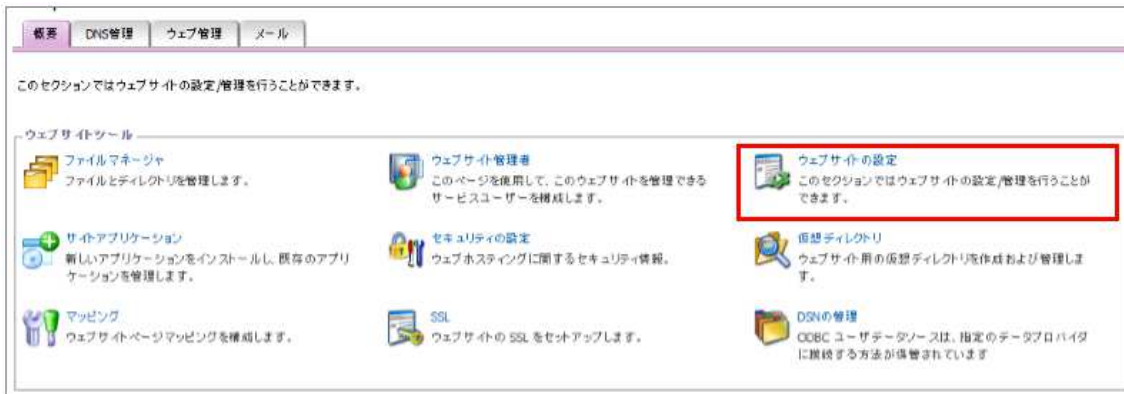 概要 DNS管理 ウェブ管理 メール
このセクションではウェブサイトの設定/管理を行うことができます。
ウェブサイトツール
ファイルマネージャ
ファイルとディレクトリを管理します。
ウェブサイト管理者
このページを使用して、このウェブサイトを管理できる
サービスユーザーを構成します。
ウェブサイトの設定
このセクションではウェブサイトの設定/管理を行うことが
できます。
サイトアプリケーション
新しいアプリケーションをインストールし、既存のアプリ
ケーションを管理します。
セキュリティの設定
ウェブホスティングに関するセキュリティ情報。
仮想ディレクトリ
ウェブサイト用の仮想ディレクトリを作成および管理しま
す。
マッピング
ウェブサイトページマッピングを構成します。
SSL
ウェブサイトの SSL をセットアップします。
DSNの管理
ODBC ユーザデータソースは、指定のデータプロバイダ
に接続する方法が保管されています